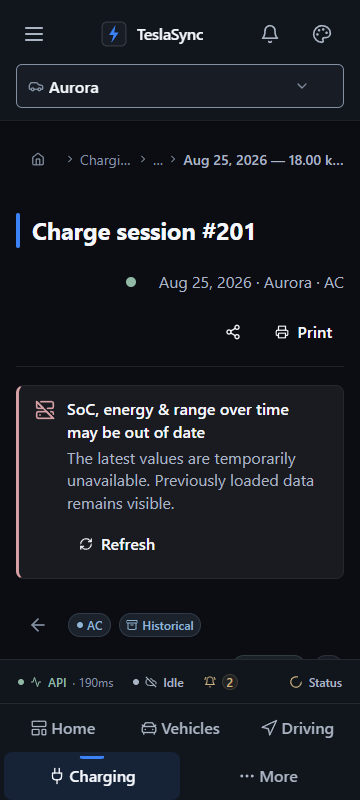 TeslaSync
Aurora
Chargi... ... Aug 25, 2026 — 18.00 k...
Charge session #201
Aug 25, 2026 · Aurora · AC
Print
SoC, energy & range over time
may be out of date
The latest values are temporarily
unavailable. Previously loaded data
remains visible.
Refresh
AC Historical
API · 190ms Idle 2 Status
Home Vehicles Driving
Charging More